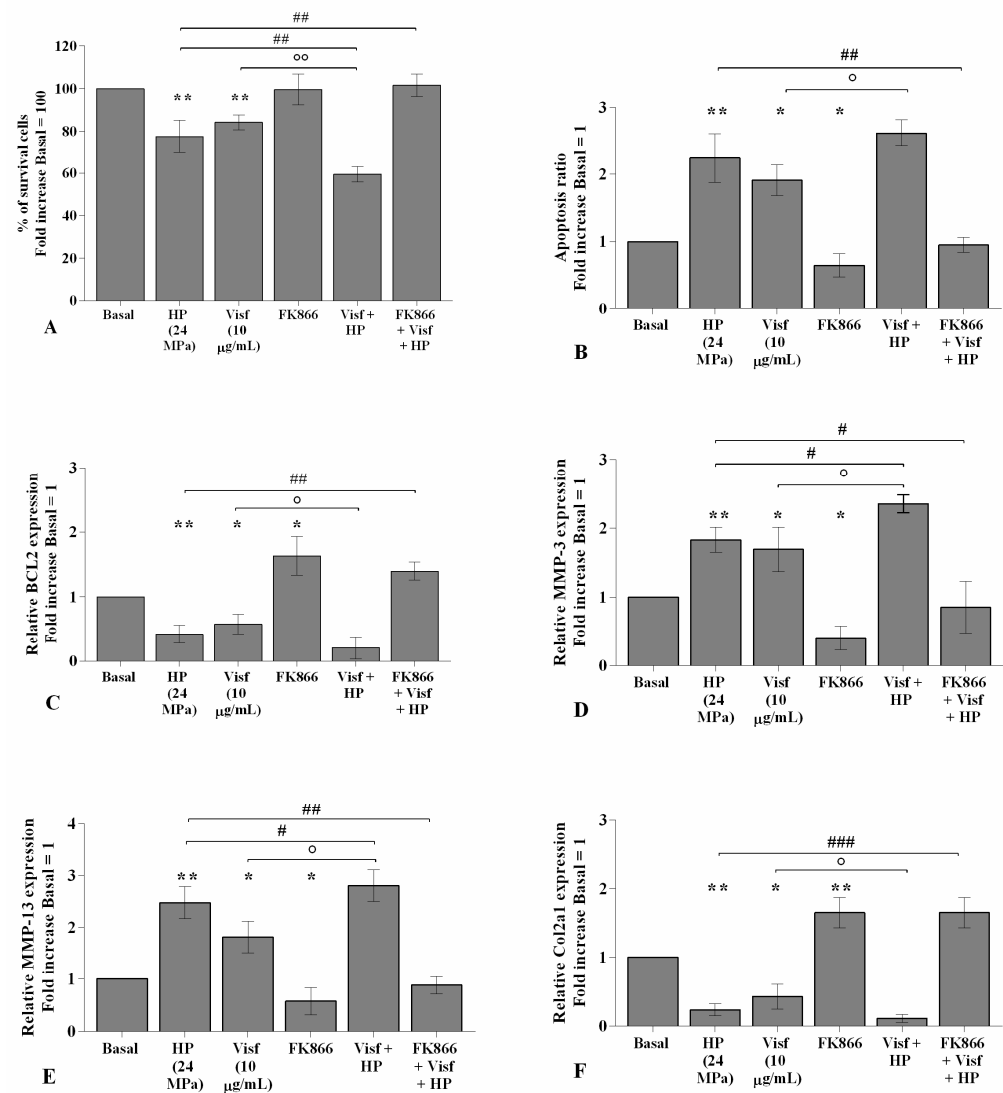 ##
##
°°
% of survival cells
Fold increase Basal = 100
120
100
80
60
40
20
0
**
**
Basal
HP
(24
MPa)
Visf
(10
µg/mL)
FK866
Visf +
HP
FK866
+ Visf
+ HP
A
##
°
Apoptosis ratio
Fold increase Basal = 1
3
2
1
0
**
*
*
Basal
HP
(24
MPa)
Visf
(10
µg/mL)
FK866
Visf +
HP
FK866
+ Visf
+ HP
B
##
°
Relative BCL2 expression
Fold increase Basal = 1
3
2
1
0
**
*
*
Basal
HP
(24
MPa)
Visf
(10
µg/mL)
FK866
Visf +
HP
FK866
+ Visf
+ HP
C
#
#
°
Relative MMP-3 expression
Fold increase Basal = 1
3
2
1
0
**
*
*
Basal
HP
(24
MPa)
Visf
(10
µg/mL)
FK866
Visf +
HP
FK866
+ Visf
+ HP
D
##
#
°
Relative MMP-13 expression
Fold increase Basal = 1
4
3
2
1
0
**
*
*
Basal
HP
(24
MPa)
Visf
(10
µg/mL)
FK866
Visf +
HP
FK866
+ Visf
+ HP
E
###
°
Relative Col2a1 expression
Fold increase Basal = 1
3
2
1
0
**
*
**
Basal
HP
(24
MPa)
Visf
(10
µg/mL)
FK866
Visf +
HP
FK866
+ Visf
+ HP
F